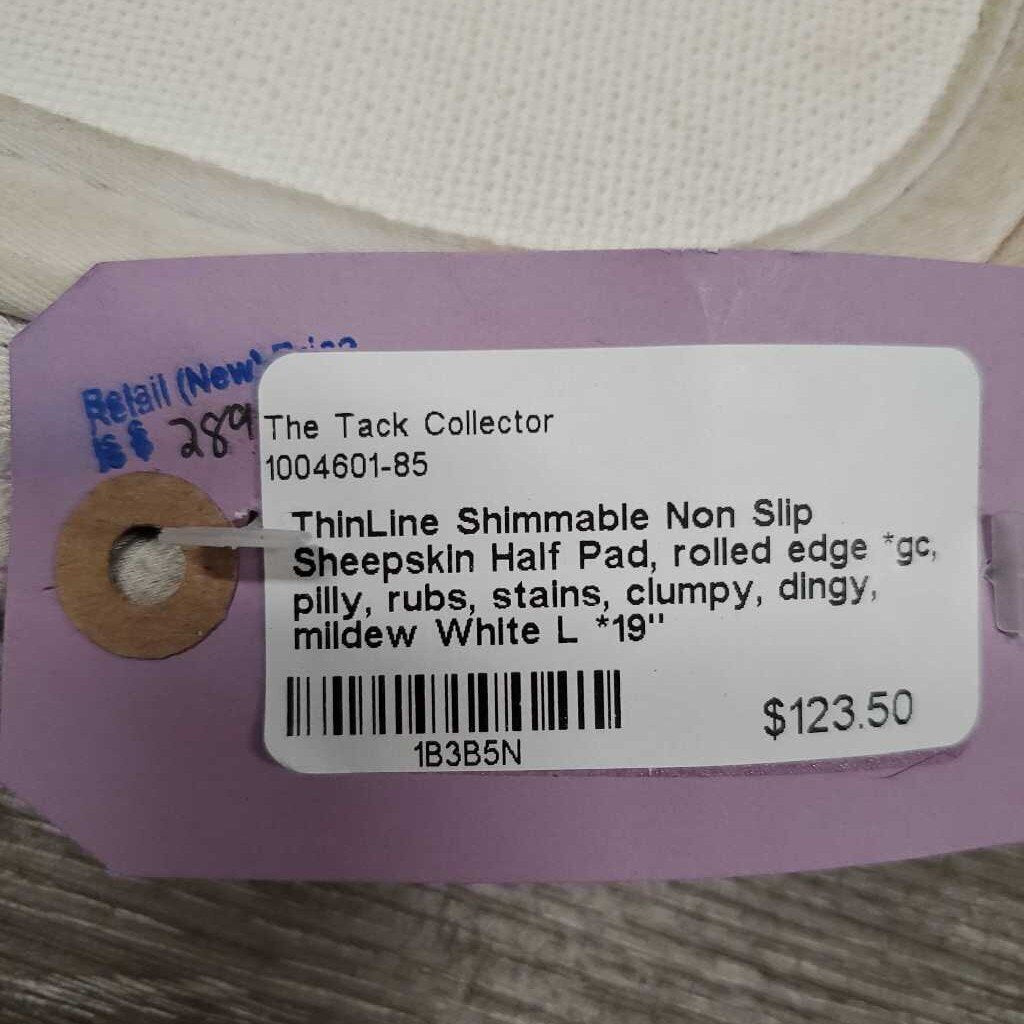 Retail (New)
is $ 289
The Tack Collector
1004601-85
ThinLine Shimmable Non Slip
Sheepskin Half Pad, rolled edge *gc,
pilly, rubs, stains, clumpy, dingy,
mildew White L *19"
1B3B5N
$123.50